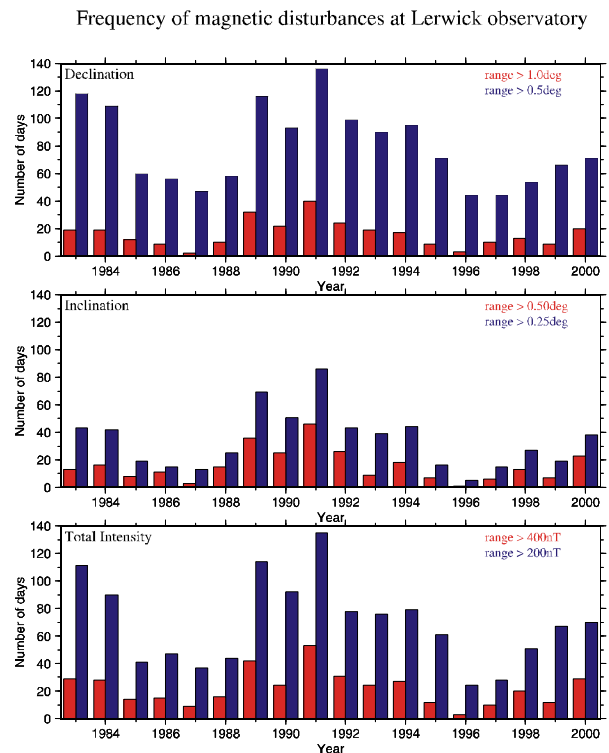 Frequency of magnetic disturbances at Lerwick observatory
Declination
range > 1.0deg
range > 0.5deg
Number of days
0
20
40
60
80
100
120
140
1984 1986 1988 1990 1992 1994 1996 1998 2000
Year
Inclination
range > 0.50deg
range > 0.25deg
Number of days
0
20
40
60
80
100
120
140
1984 1986 1988 1990 1992 1994 1996 1998 2000
Year
Total Intensity
range > 400nT
range > 200nT
Number of days
0
20
40
60
80
100
120
140
1984 1986 1988 1990 1992 1994 1996 1998 2000
Year